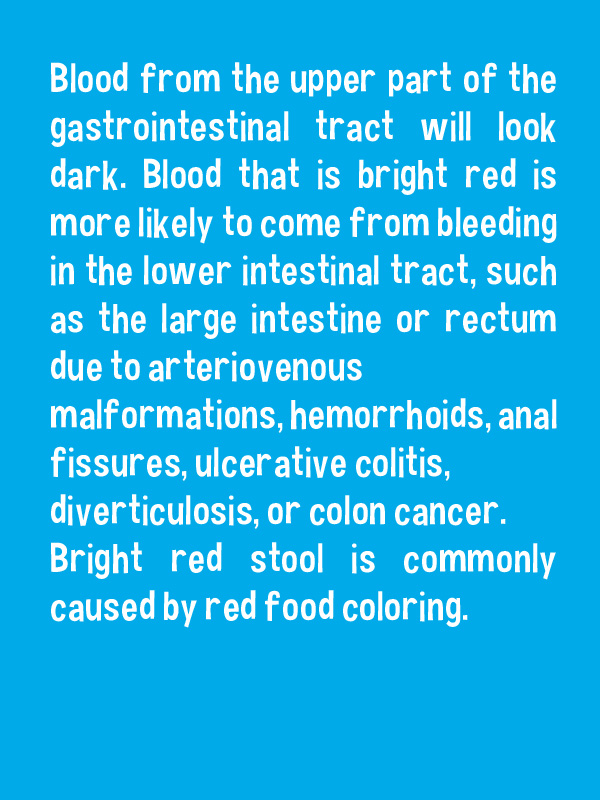 Blood from the upper part of the
gastrointestinal tract will look
dark. Blood that is bright red is
more likely to come from bleeding
in the lower intestinal tract, such
as the large intestine or rectum
due to arteriovenous
malformations, hemorrhoids, anal
fissures, ulcerative colitis,
diverticulosis, or colon cancer.
Bright red stool is commonly
caused by red food coloring.